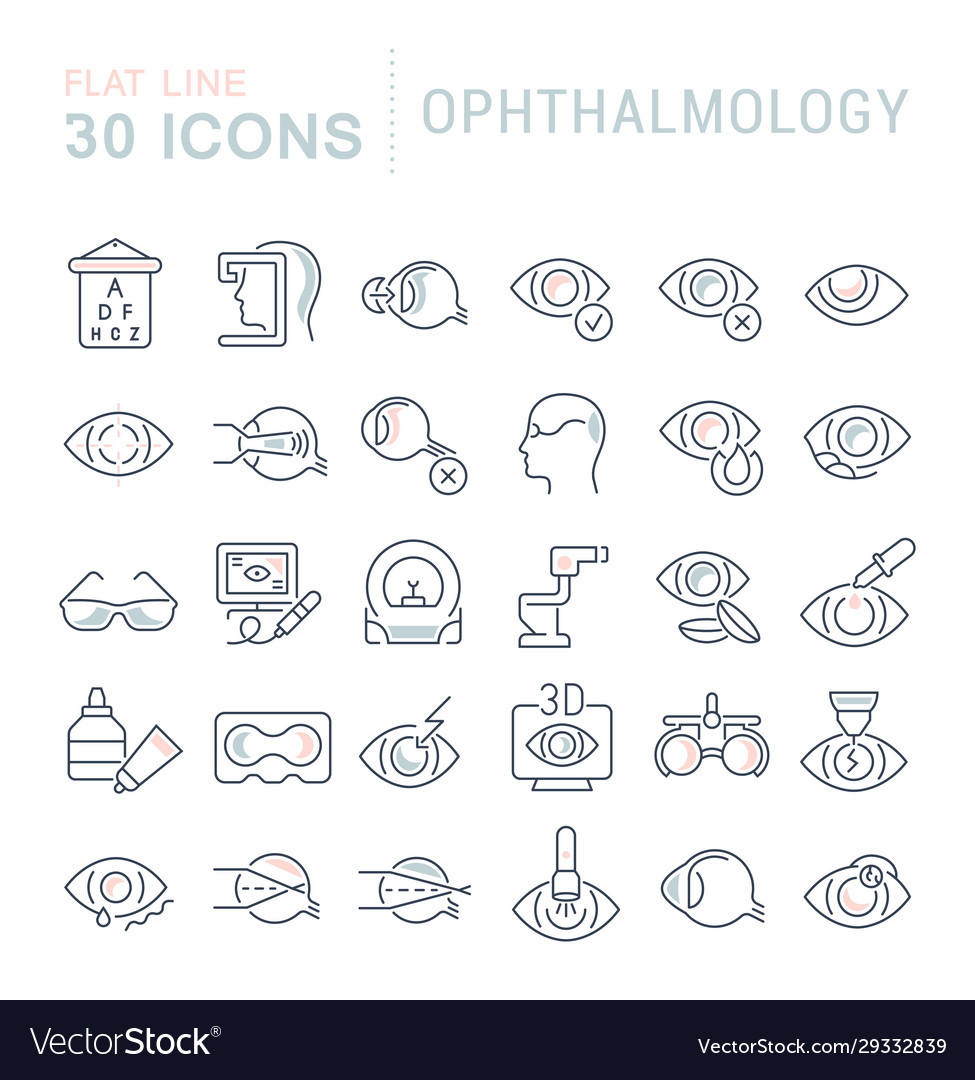 FLAT LINE
30 ICONS
OPHTHALMOLOGY
A
D F
H C Z
3D
VectorStock®
VectorStock.com/29332839